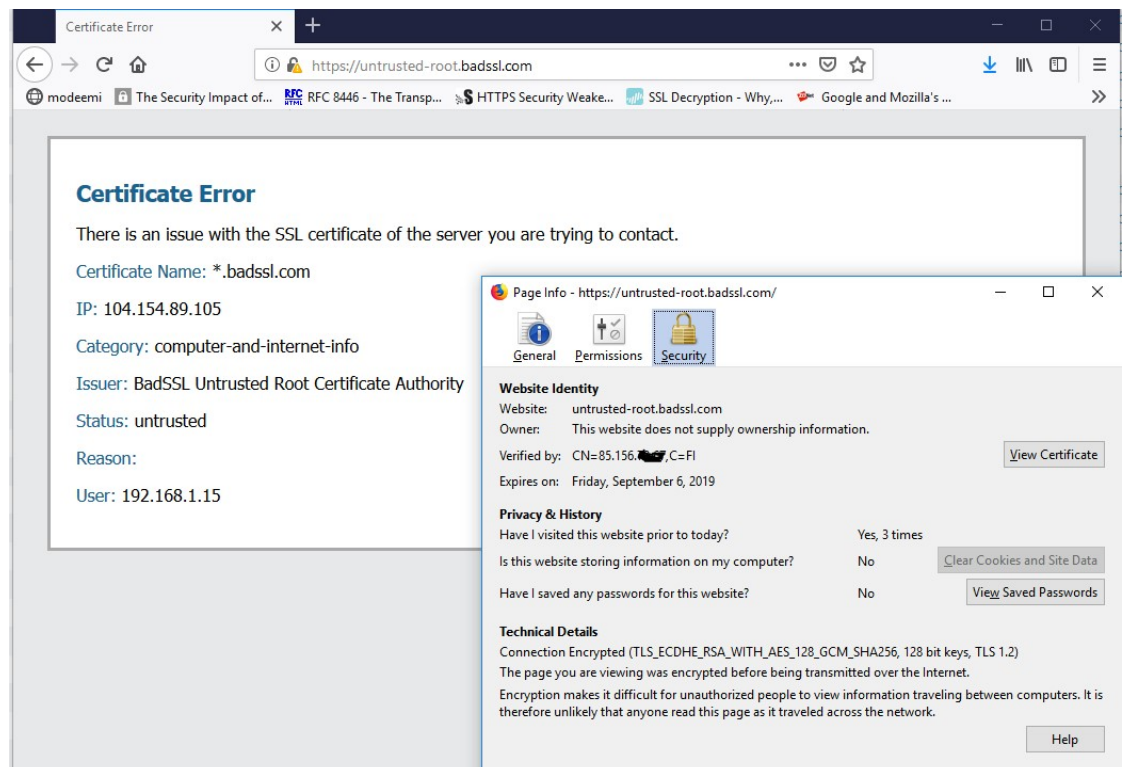 Certificate Error
https://untrusted-root.badssl.com
modeemi The Security Impact of... RFC HTML RFC 8446 - The Transp... HTTPS Security Weake... SSL Decryption - Why,... Google and Mozilla's ...
Certificate Error
There is an issue with the SSL certificate of the server you are trying to contact.
Certificate Name: *.badssl.com
IP: 104.154.89.105
Category: computer-and-internet-info
Issuer: BadSSL Untrusted Root Certificate Authority
Status: untrusted
Reason:
User: 192.168.1.15
Page Info - https://untrusted-root.badssl.com/
General Permissions Security
Website Identity
Website: untrusted-root.badssl.com
Owner: This website does not supply ownership information.
Verified by: CN=85.156. ,C=FI View Certificate
Expires on: Friday, September 6, 2019
Privacy & History
Have I visited this website prior to today? Yes, 3 times
Is this website storing information on my computer? No Clear Cookies and Site Data
Have I saved any passwords for this website? No View Saved Passwords
Technical Details
Connection Encrypted (TLS_ECDHE_RSA_WITH_AES_128_GCM_SHA256, 128 bit keys, TLS 1.2)
The page you are viewing was encrypted before being transmitted over the Internet.
Encryption makes it difficult for unauthorized people to view information traveling between computers. It is
therefore unlikely that anyone read this page as it traveled across the network.
Help